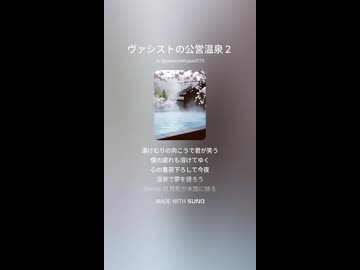 ヴァシストの公営温泉２
湯けむりの向こうで君が笑う
僕の疲れも溶けてゆく
心の重荷下ろして今夜
温泉で夢を語ろう
MADE WITH SUNO